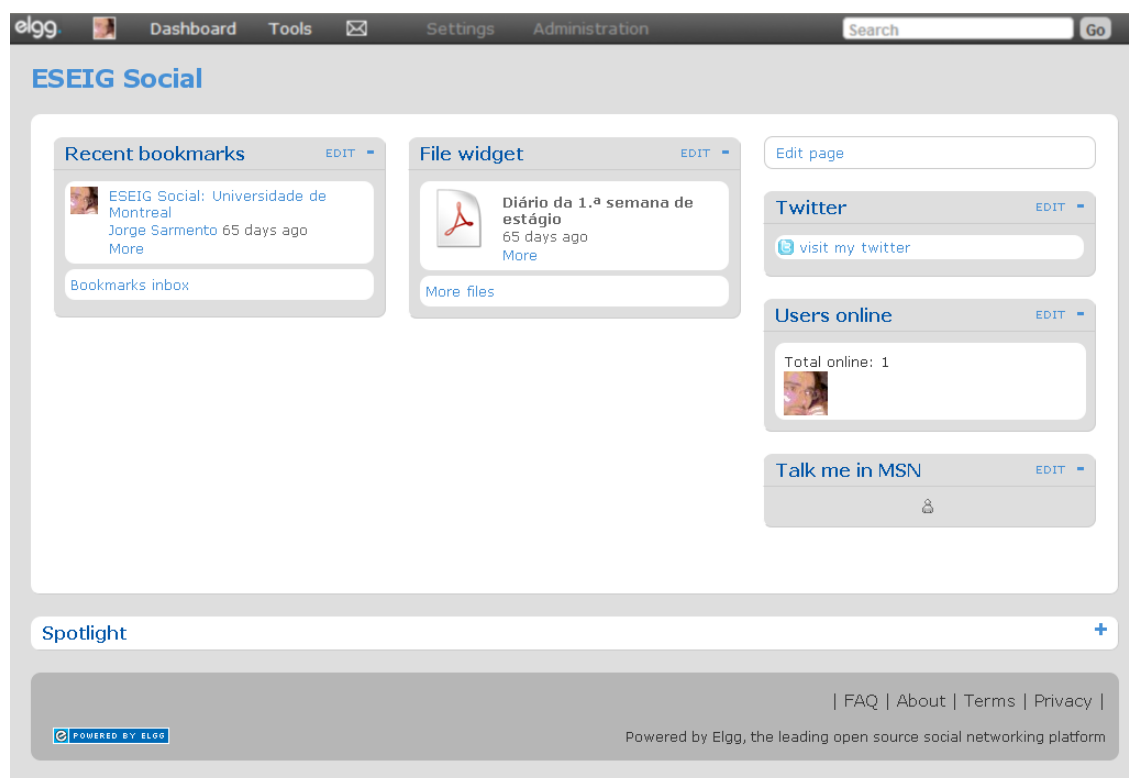 elgg. Dashboard Tools Settings Administration Search Go
ESEIG Social
Recent bookmarks EDIT -
ESEIG Social: Universidade de
Montreal
Jorge Sarmento 65 days ago
More
Bookmarks inbox
File widget EDIT -
Diário da 1.ª semana de
estágio
65 days ago
More
More files
Edit page
Twitter EDIT -
visit my twitter
Users online EDIT -
Total online: 1
Talk me in MSN EDIT -
Spotlight +
| FAQ | About | Terms | Privacy |
POWERED BY ELGG
Powered by Elgg, the leading open source social networking platform